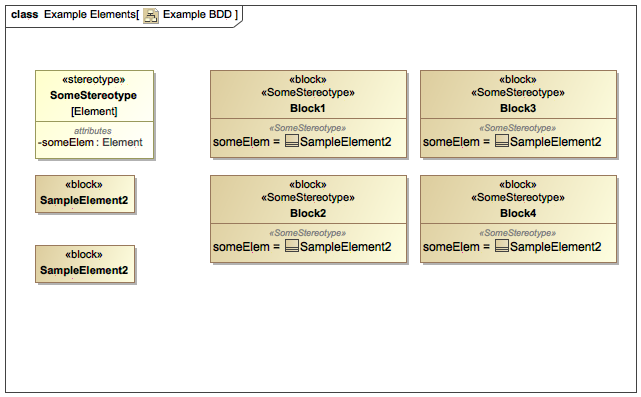 class Example Elements[ Example BDD ]
«stereotype»
SomeStereotype
[Element]
attributes
-someElem : Element
«block»
SampleElement2
«block»
SampleElement2
«block»
«SomeStereotype»
Block1
«SomeStereotype»
someElem = SampleElement2
«block»
«SomeStereotype»
Block3
«SomeStereotype»
someElem = SampleElement2
«block»
«SomeStereotype»
Block2
«SomeStereotype»
someElem = SampleElement2
«block»
«SomeStereotype»
Block4
«SomeStereotype»
someElem = SampleElement2